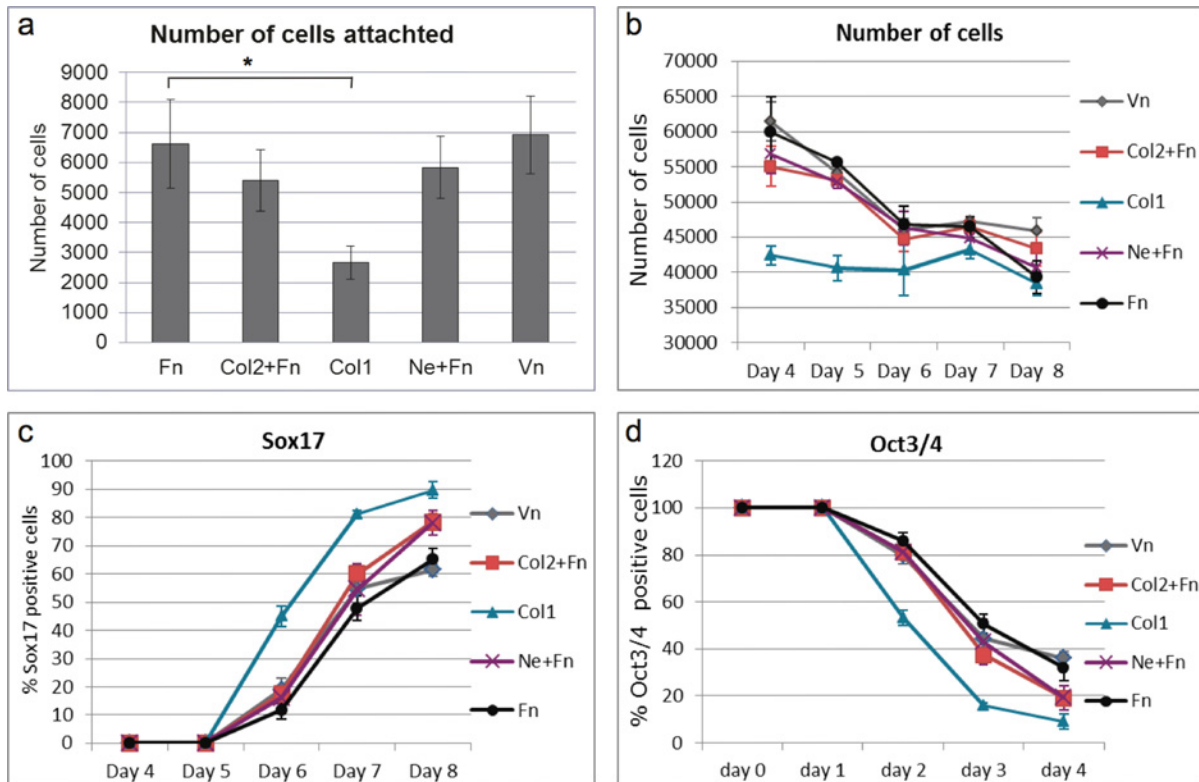 a
Number of cells attachted
*
Number of cells
9000
8000
7000
6000
5000
4000
3000
2000
1000
0
Fn Col2+Fn Col1 Ne+Fn Vn
b
Number of cells
Number of cells
70000
65000
60000
55000
50000
45000
40000
35000
30000
Day 4 Day 5 Day 6 Day 7 Day 8
Vn
Col2+Fn
Col1
Ne+Fn
Fn
c
Sox17
% Sox17 positive cells
100
90
80
70
60
50
40
30
20
10
0
Day 4 Day 5 Day 6 Day 7 Day 8
Vn
Col2+Fn
Col1
Ne+Fn
Fn
d
Oct3/4
% Oct3/4 positive cells
120
100
80
60
40
20
0
day 0 day 1 day 2 day 3 day 4
Vn
Col2+Fn
Col1
Ne+Fn
Fn